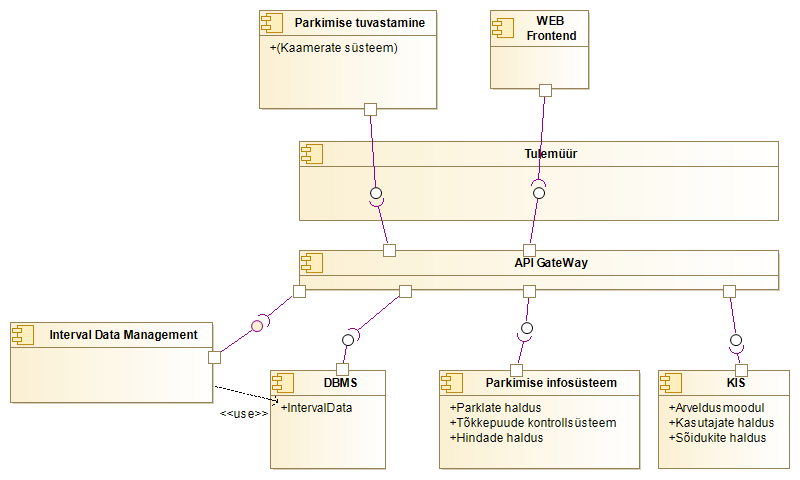 Parkimise tuvastamine
+(Kaamerate süsteem)
WEB
Frontend
Tulemüür
API GateWay
Interval Data Management
<<use>>
DBMS
+IntervalData
Parkimise infosüsteem
+Parklate haldus
+Tõkkepuude kontrollsüsteem
+Hindade haldus
KIS
+Arveldusmoodul
+Kasutajate haldus
+Sõidukite haldus